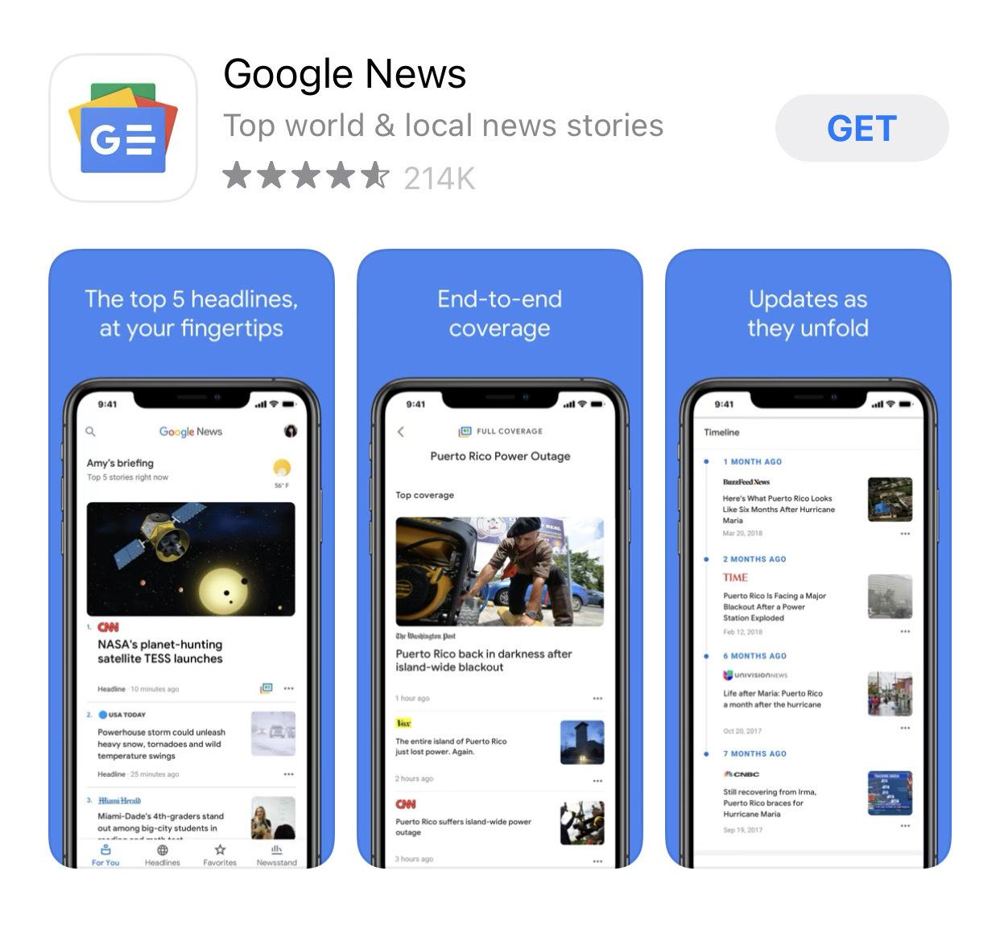 Google News
Top world & local news stories
214K
GET
The top 5 headlines,
at your fingertips
9:41
Google News
Amy's briefing
Top 5 stories right now
56° F
1. CNN
NASA's planet-hunting
satellite TESS launches
Headline · 10 minutes ago
2. USA TODAY
Powerhouse storm could unleash
heavy snow, tornadoes and wild
temperature swings
Headline · 25 minutes ago
3. Miami Herald
Miami-Dade's 4th-graders stand
out among big-city students in
reading and math test
For You
Headlines
Favorites
Newsstand
End-to-end
coverage
9:41
FULL COVERAGE
Puerto Rico Power Outage
Top coverage
The Washington Post
Puerto Rico back in darkness after
island-wide blackout
1 hour ago
Vox
The entire island of Puerto Rico
just lost power. Again.
2 hours ago
CNN
Puerto Rico suffers island-wide power
outage
3 hours ago
Updates as
they unfold
9:41
Timeline
1 MONTH AGO
BuzzFeed News
Here's What Puerto Rico Looks
Like Six Months After Hurricane
Maria
Mar 20, 2018
2 MONTHS AGO
TIME
Puerto Rico Is Facing a Major
Blackout After a Power
Station Exploded
Feb 12, 2018
6 MONTHS AGO
UNIVISION NEWS
Life after Maria: Puerto Rico
a month after the hurricane
Oct 20, 2017
7 MONTHS AGO
CNBC
Still recovering from Irma,
Puerto Rico braces for
Hurricane Maria
Sep 19, 2017